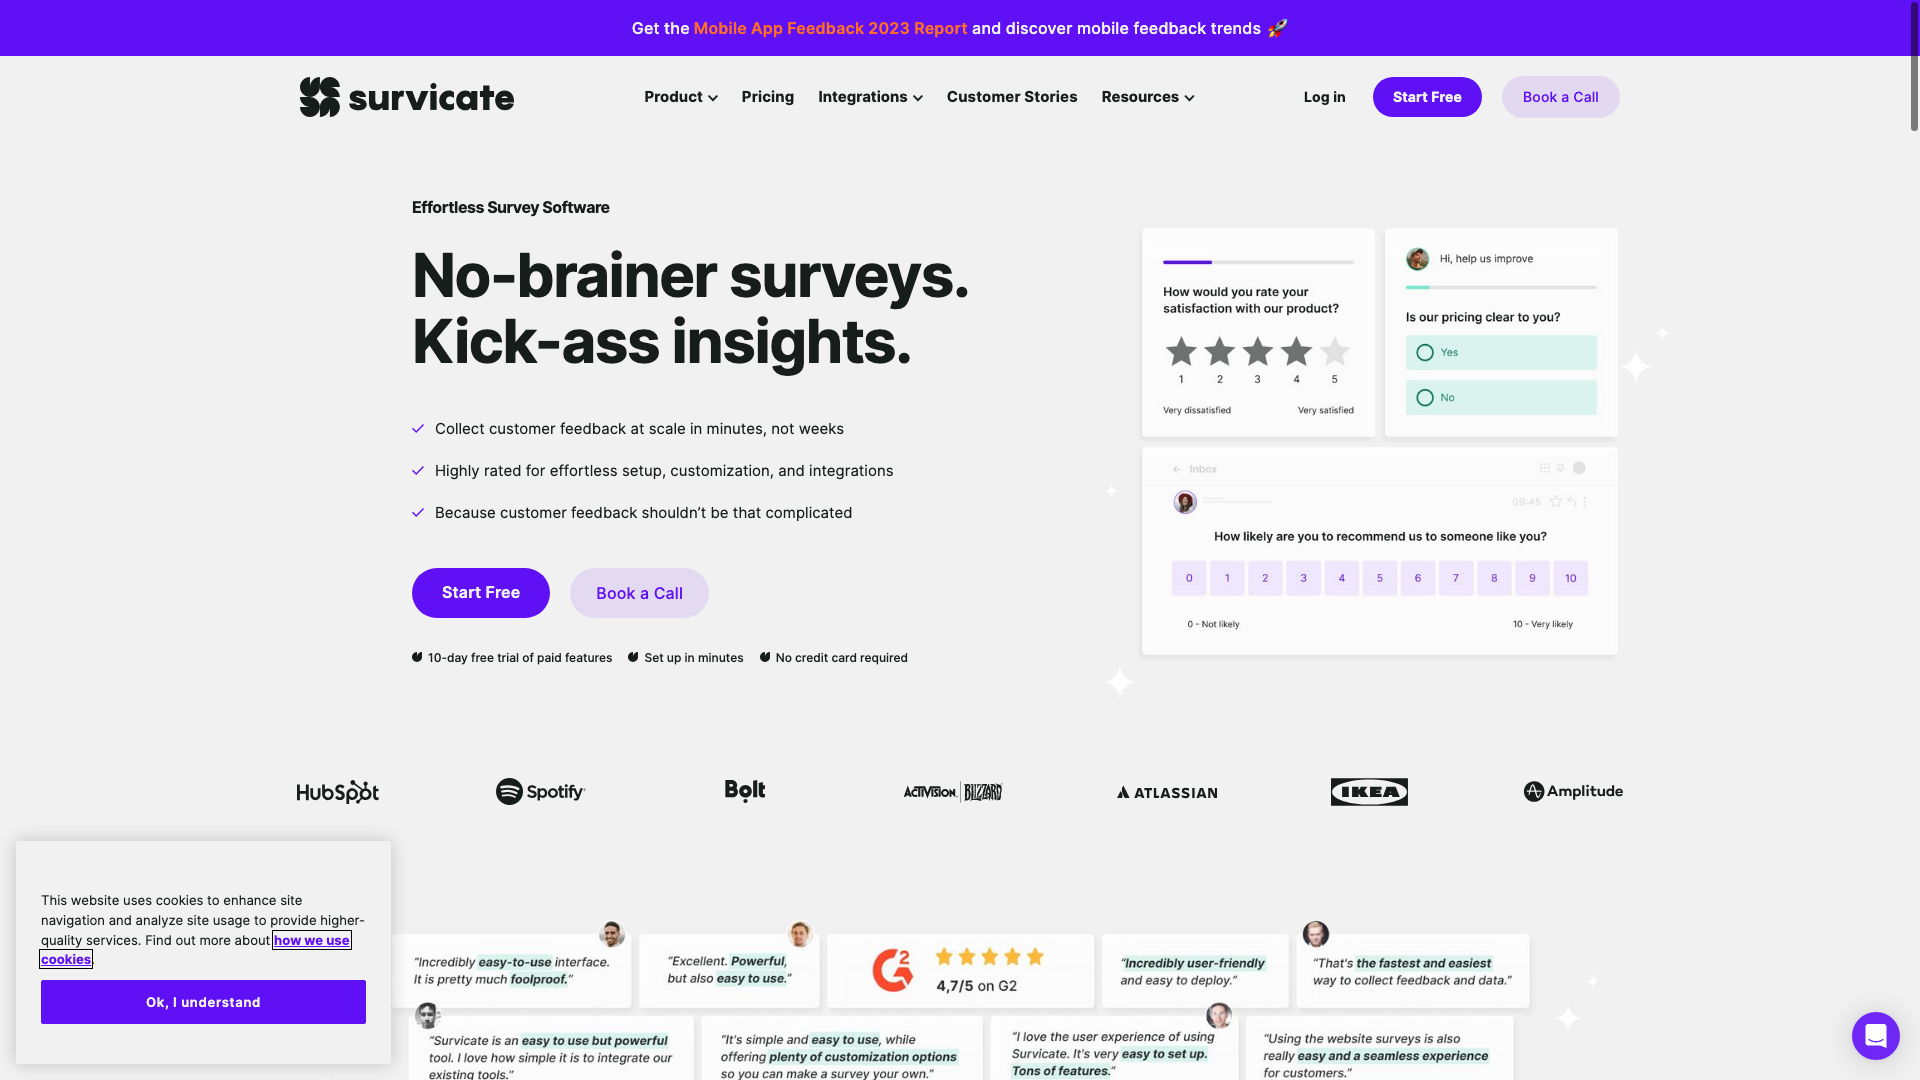 Get the Mobile App Feedback 2023 Report and discover mobile feedback trends 🚀
survicate
Product
Pricing
Integrations
Customer Stories
Resources
Log in
Start Free
Book a Call
Effortless Survey Software
No-brainer surveys.
Kick-ass insights.
Collect customer feedback at scale in minutes, not weeks
Highly rated for effortless setup, customization, and integrations
Because customer feedback shouldn’t be that complicated
Start Free
Book a Call
10-day free trial of paid features
Set up in minutes
No credit card required
How would you rate your
satisfaction with our product?
1 2 3 4 5
Very dissatisfied
Very satisfied
Hi, help us improve
Is our pricing clear to you?
Yes
No
Inbox
09:45
How likely are you to recommend us to someone like you?
0 1 2 3 4 5 6 7 8 9 10
0 - Not likely
10 - Very likely
HubSpot
Spotify
Bolt
ACTIVISION
BLIZZARD
ATLASSIAN
IKEA
Amplitude
This website uses cookies to enhance site
navigation and analyze site usage to provide higher-
quality services. Find out more about how we use
cookies.
Ok, I understand
“Incredibly easy-to-use interface.
It is pretty much foolproof.”
“Excellent. Powerful,
but also easy to use.”
G2
4,7/5 on G2
“Incredibly user-friendly
and easy to deploy.”
“That's the fastest and easiest
way to collect feedback and data.”
“Survicate is an easy to use but powerful
tool. I love how simple it is to integrate our
existing tools.”
“It's simple and easy to use, while
offering plenty of customization options
so you can make a survey your own.”
“I love the user experience of using
Survicate. It's very easy to set up.
Tons of features.”
“Using the website surveys is also
really easy and a seamless experience
for customers.”